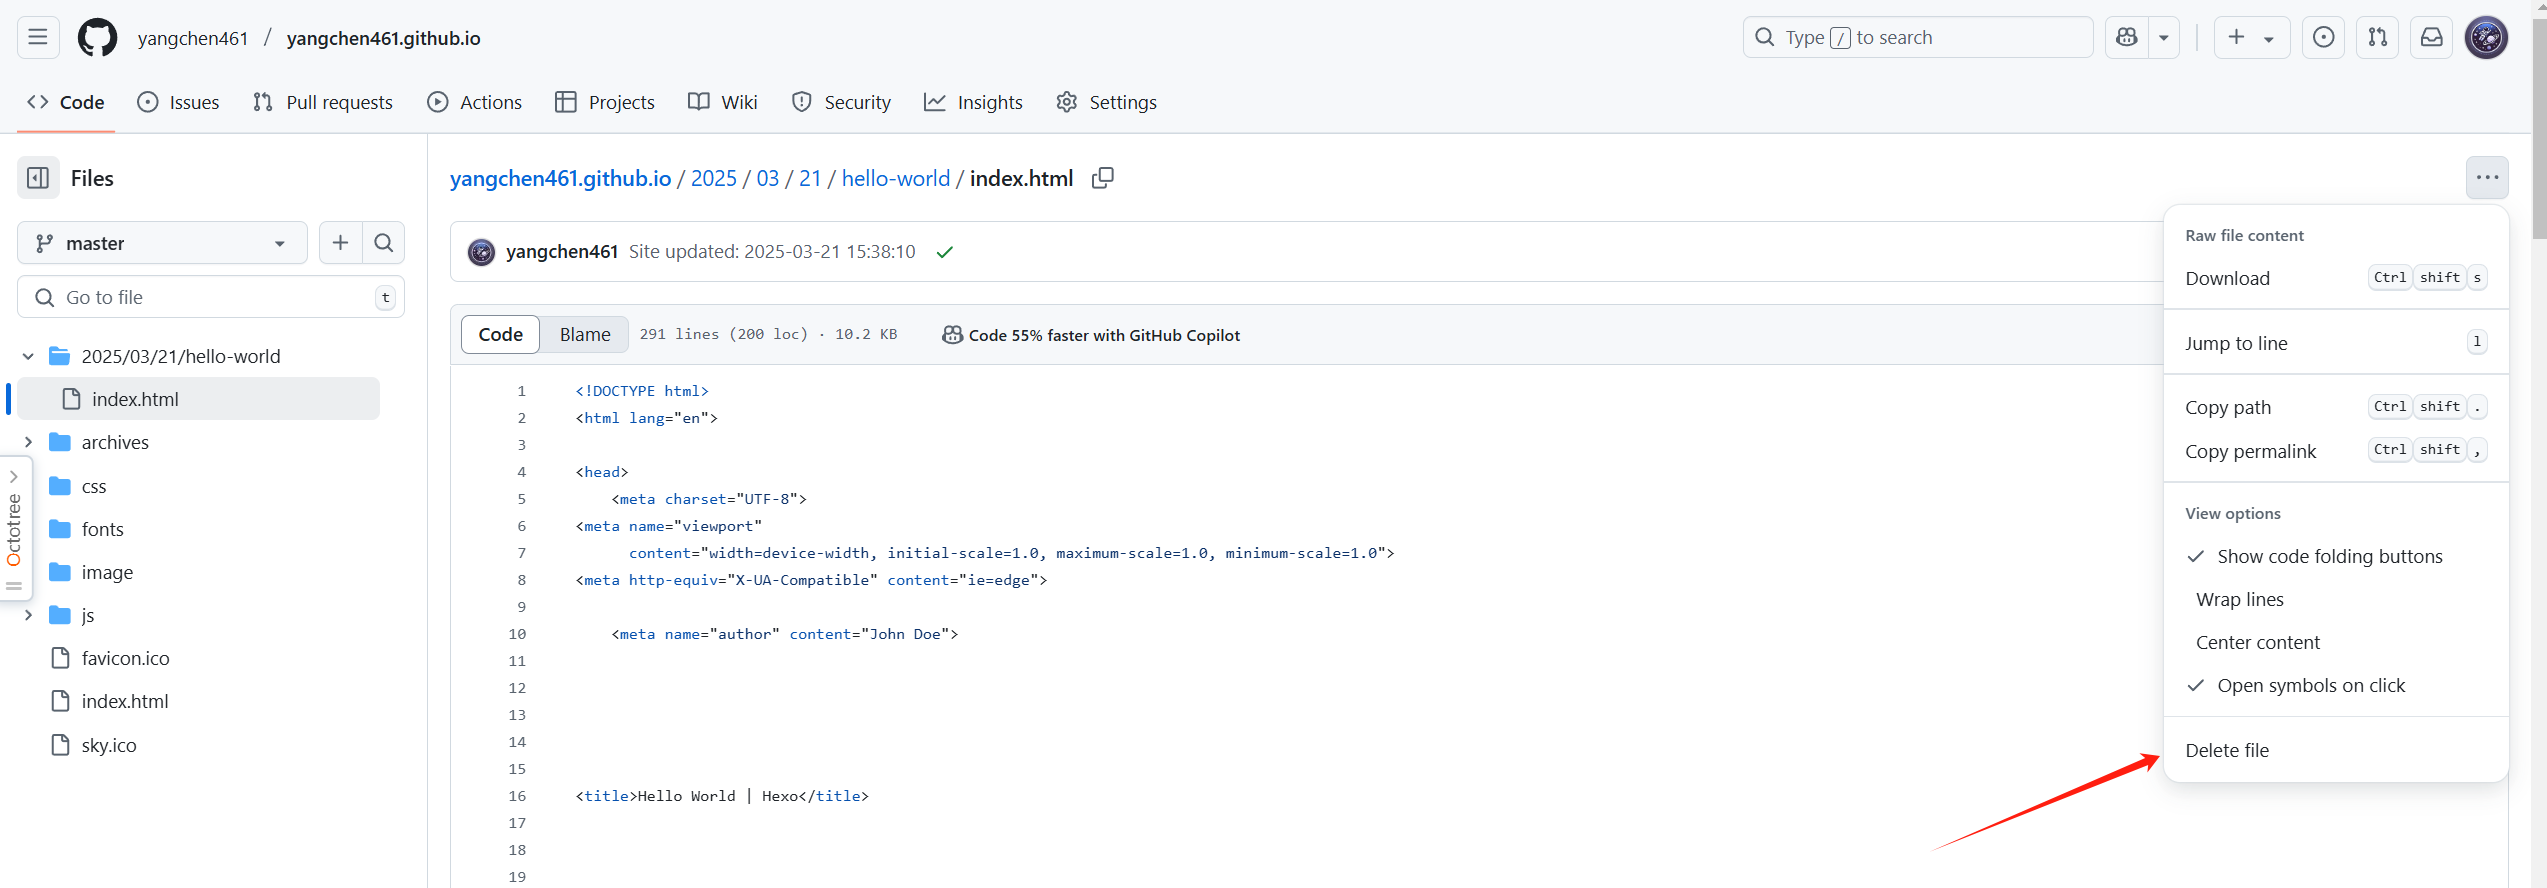 yangchen461 / yangchen461.github.io
Type / to search
Code Issues Pull requests Actions Projects Wiki Security Insights Settings
Files
master
Go to file t
2025/03/21/hello-world
index.html
archives
css
fonts
image
js
favicon.ico
index.html
sky.ico
Octotree
yangchen461.github.io / 2025 / 03 / 21 / hello-world / index.html
yangchen461 Site updated: 2025-03-21 15:38:10
Code Blame 291 lines (200 loc) · 10.2 KB Code 55% faster with GitHub Copilot
1 <!DOCTYPE html>
2 <html lang="en">
3
4 <head>
5     <meta charset="UTF-8">
6 <meta name="viewport"
7       content="width=device-width, initial-scale=1.0, maximum-scale=1.0, minimum-scale=1.0">
8 <meta http-equiv="X-UA-Compatible" content="ie=edge">
9
10     <meta name="author" content="John Doe">
11
12
13
14
15
16 <title>Hello World | Hexo</title>
17
18
19
Raw file content
Download Ctrl shift s
Jump to line l
Copy path Ctrl shift .
Copy permalink Ctrl shift ,
View options
Show code folding buttons
Wrap lines
Center content
Open symbols on click
Delete file